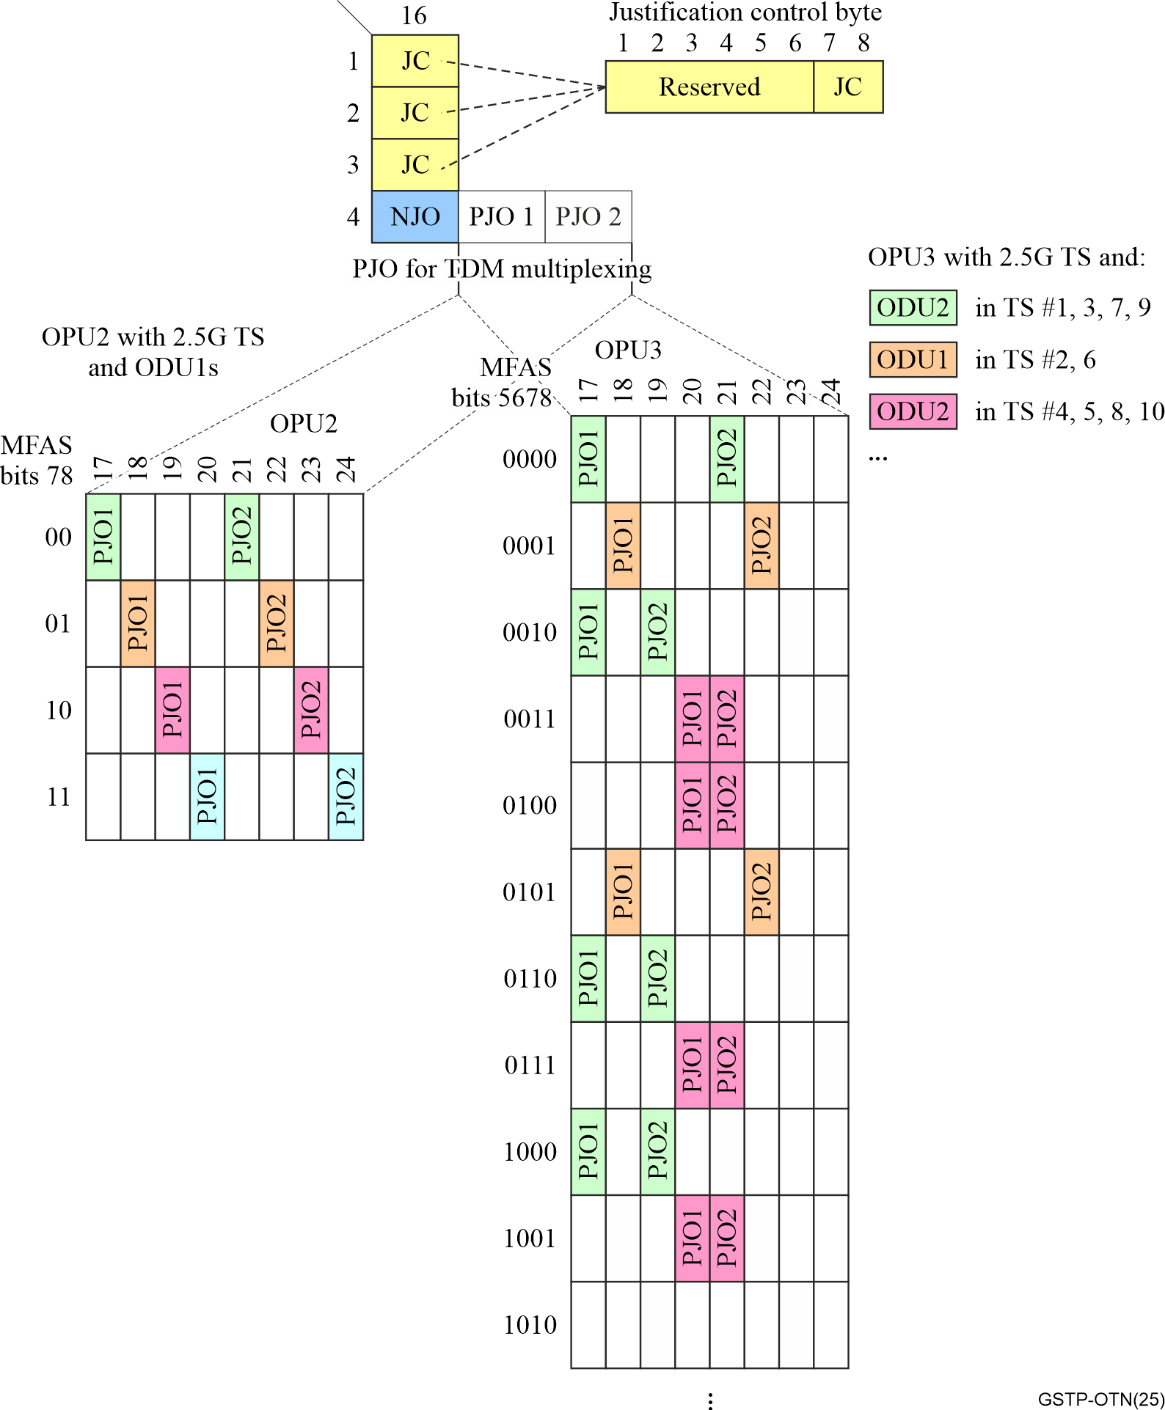 16
Justification control byte
1 2 3 4 5 6 7 8
1 JC
Reserved JC
2 JC
3 JC
4 NJO PJO 1 PJO 2
PJO for TDM multiplexing
OPU3 with 2.5G TS and:
ODU2 in TS #1, 3, 7, 9
ODU1 in TS #2, 6
ODU2 in TS #4, 5, 8, 10
...
OPU2 with 2.5G TS
and ODU1s
OPU2
MFAS
bits 78
17 18 19 20 21 22 23 24
00 PJO1 PJO2
01 PJO1 PJO2
10 PJO1 PJO2
11 PJO1 PJO2
OPU3
MFAS
bits 5678
17 18 19 20 21 22 23 24
0000 PJO1 PJO2
0001 PJO1 PJO2
0010 PJO1 PJO2
0011 PJO1 PJO2
0100 PJO1 PJO2
0101 PJO1 PJO2
0110 PJO1 PJO2
0111 PJO1 PJO2
1000 PJO1 PJO2
1001 PJO1 PJO2
1010
⋮
GSTP-OTN(25)